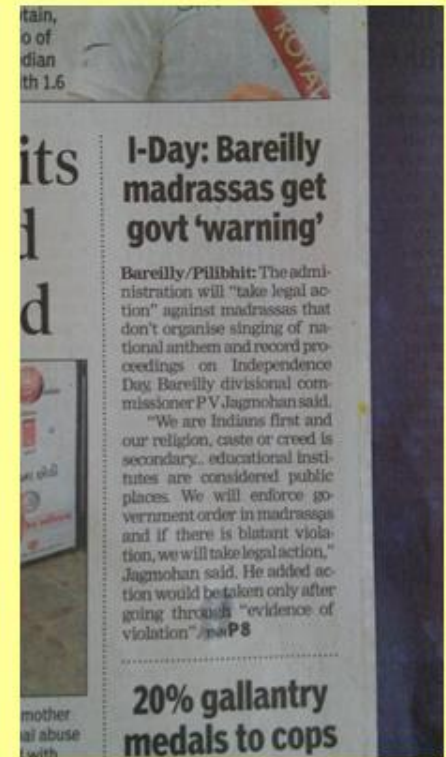 tain,
o of
dian
th 1.6
ROYAL
its
d
d
I-Day: Bareilly
madrassas get
govt ‘warning’
Bareilly/Pilibhit: The admi-
nistration will “take legal ac-
tion” against madrassas that
don’t organise singing of na-
tional anthem and record pro-
ceedings on Independence
Day, Bareilly divisional com-
missioner P V Jagmohan said.
“We are Indians first and
our religion, caste or creed is
secondary... educational insti-
tutes are considered public
places. We will enforce go-
vernment order in madrassas
and if there is blatant viola-
tion, we will take legal action,”
Jagmohan said. He added ac-
tion would be taken only after
going through “evidence of
violation”. P8
20% gallantry
medals to cops
mother
al abuse
with